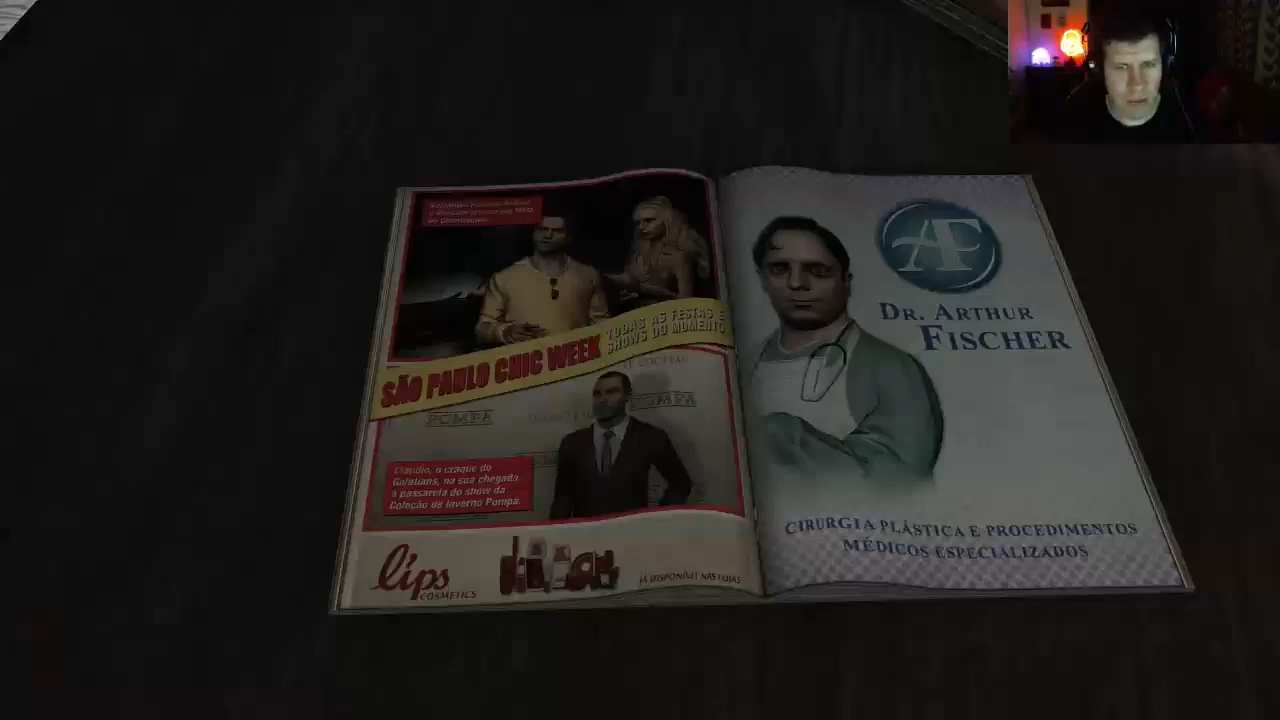 SÃO PAULO CHIC WEEK
TODAS AS FESTAS E
SHOWS DO MOMENTO
POMPA
POMPA
Claudio, o craque do
Galatians, na sua chegada
à passarela do show da
Coleção de Inverno Pompa.
lips
COSMETICS
JÁ DISPONÍVEL NAS LOJAS
AF
DR. ARTHUR
FISCHER
CIRURGIA PLÁSTICA E PROCEDIMENTOS
MÉDICOS ESPECIALIZADOS